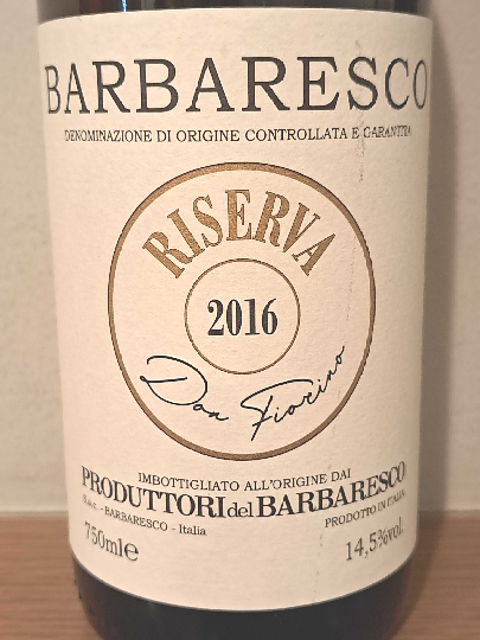 BARBARESCO
DENOMINAZIONE DI ORIGINE CONTROLLATA E GARANTITA
RISERVA
2016
Don Fiorino
IMBOTTIGLIATO ALL'ORIGINE DAI
PRODUTTORI del BARBARESCO
S.a.c. - BARBARESCO - Italia
PRODOTTO IN ITALIA
750ml e
14,5%vol.